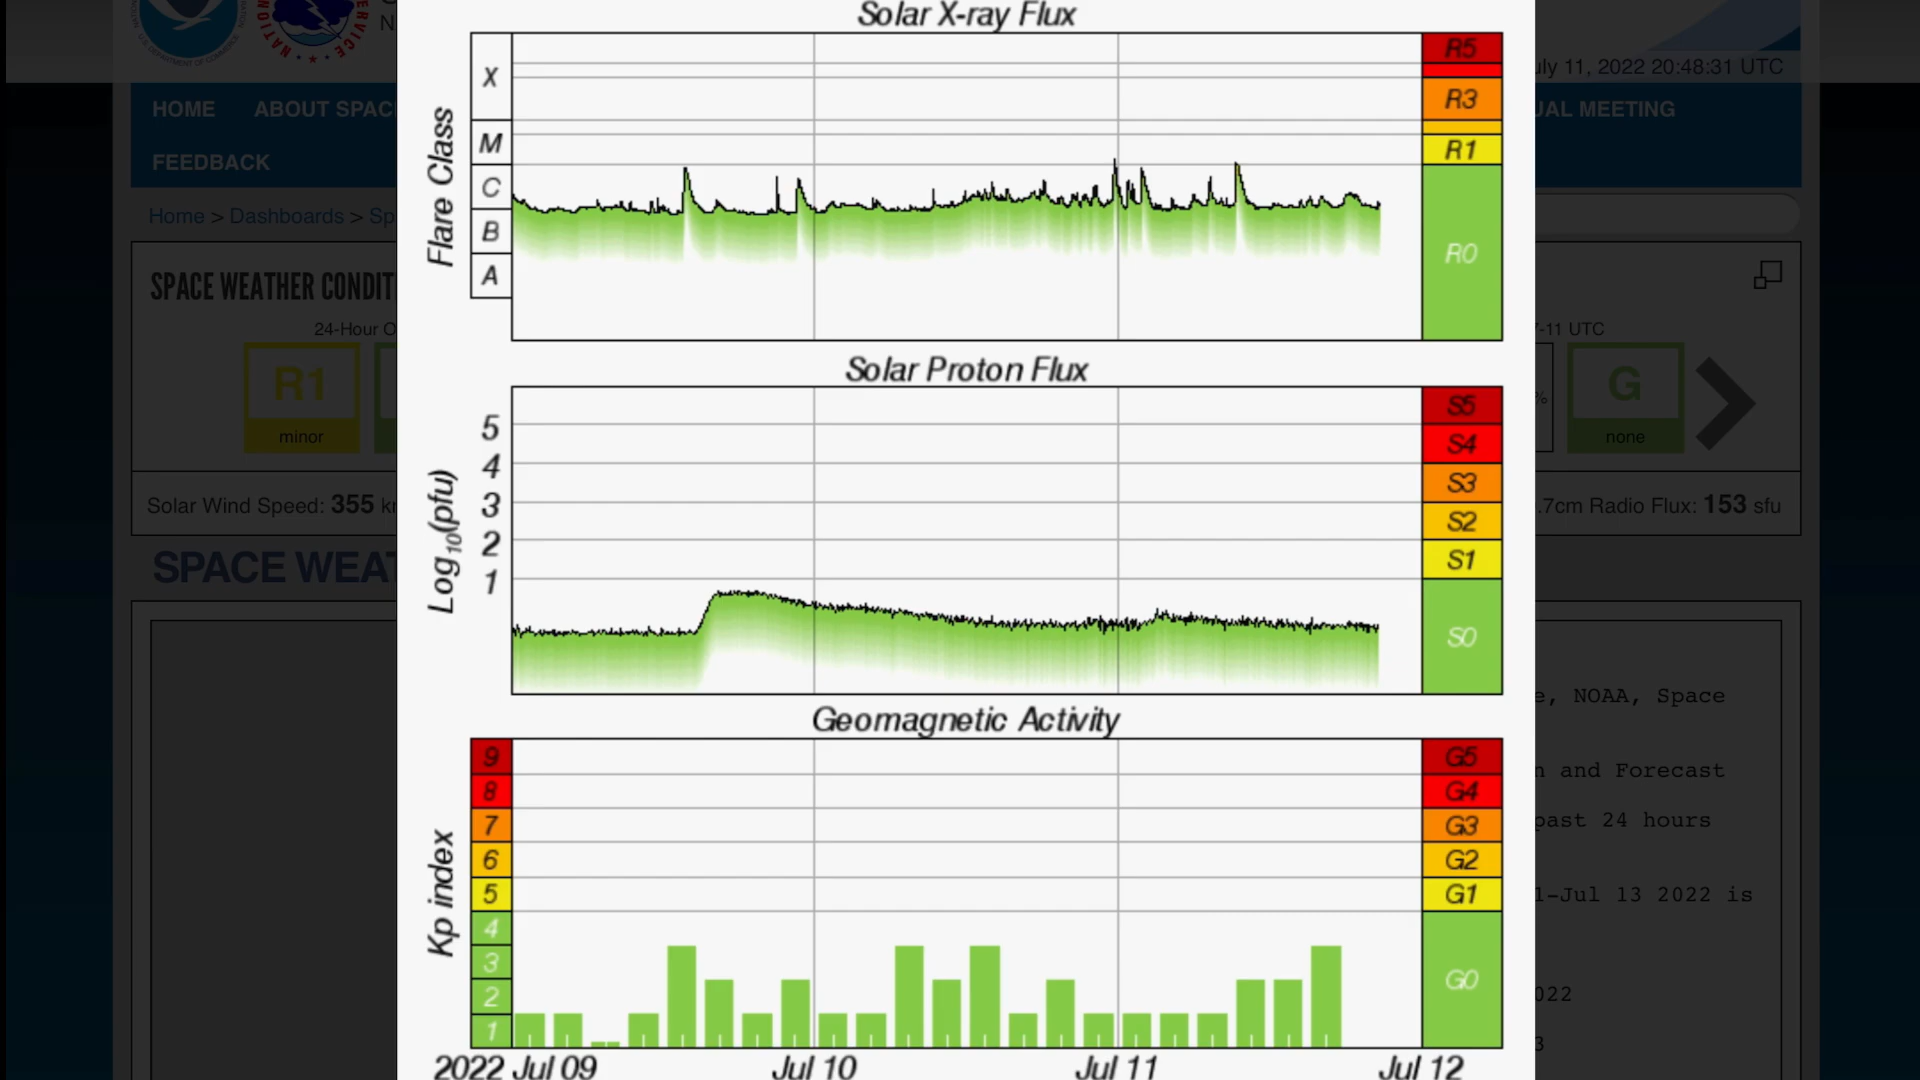 Solar X-ray Flux
Flare Class
X
M
C
B
A
R5
R3
R1
R0
Solar Proton Flux
Log10(pfu)
5
4
3
2
1
S5
S4
S3
S2
S1
S0
Geomagnetic Activity
Kp index
9
8
7
6
5
4
3
2
1
G5
G4
G3
G2
G1
G0
2022 Jul 09
Jul 10
Jul 11
Jul 12
uly 11, 2022 20:48:31 UTC
HOME
ABOUT SPAC
UAL MEETING
FEEDBACK
Home > Dashboards > Sp
SPACE WEATHER CONDIT
24-Hour O
-11 UTC
R1
minor
%
G
none
Solar Wind Speed: 355 k
.7cm Radio Flux: 153 sfu
SPACE WEAT
e, NOAA, Space
n and Forecast
past 24 hours
1-Jul 13 2022 is
022
3